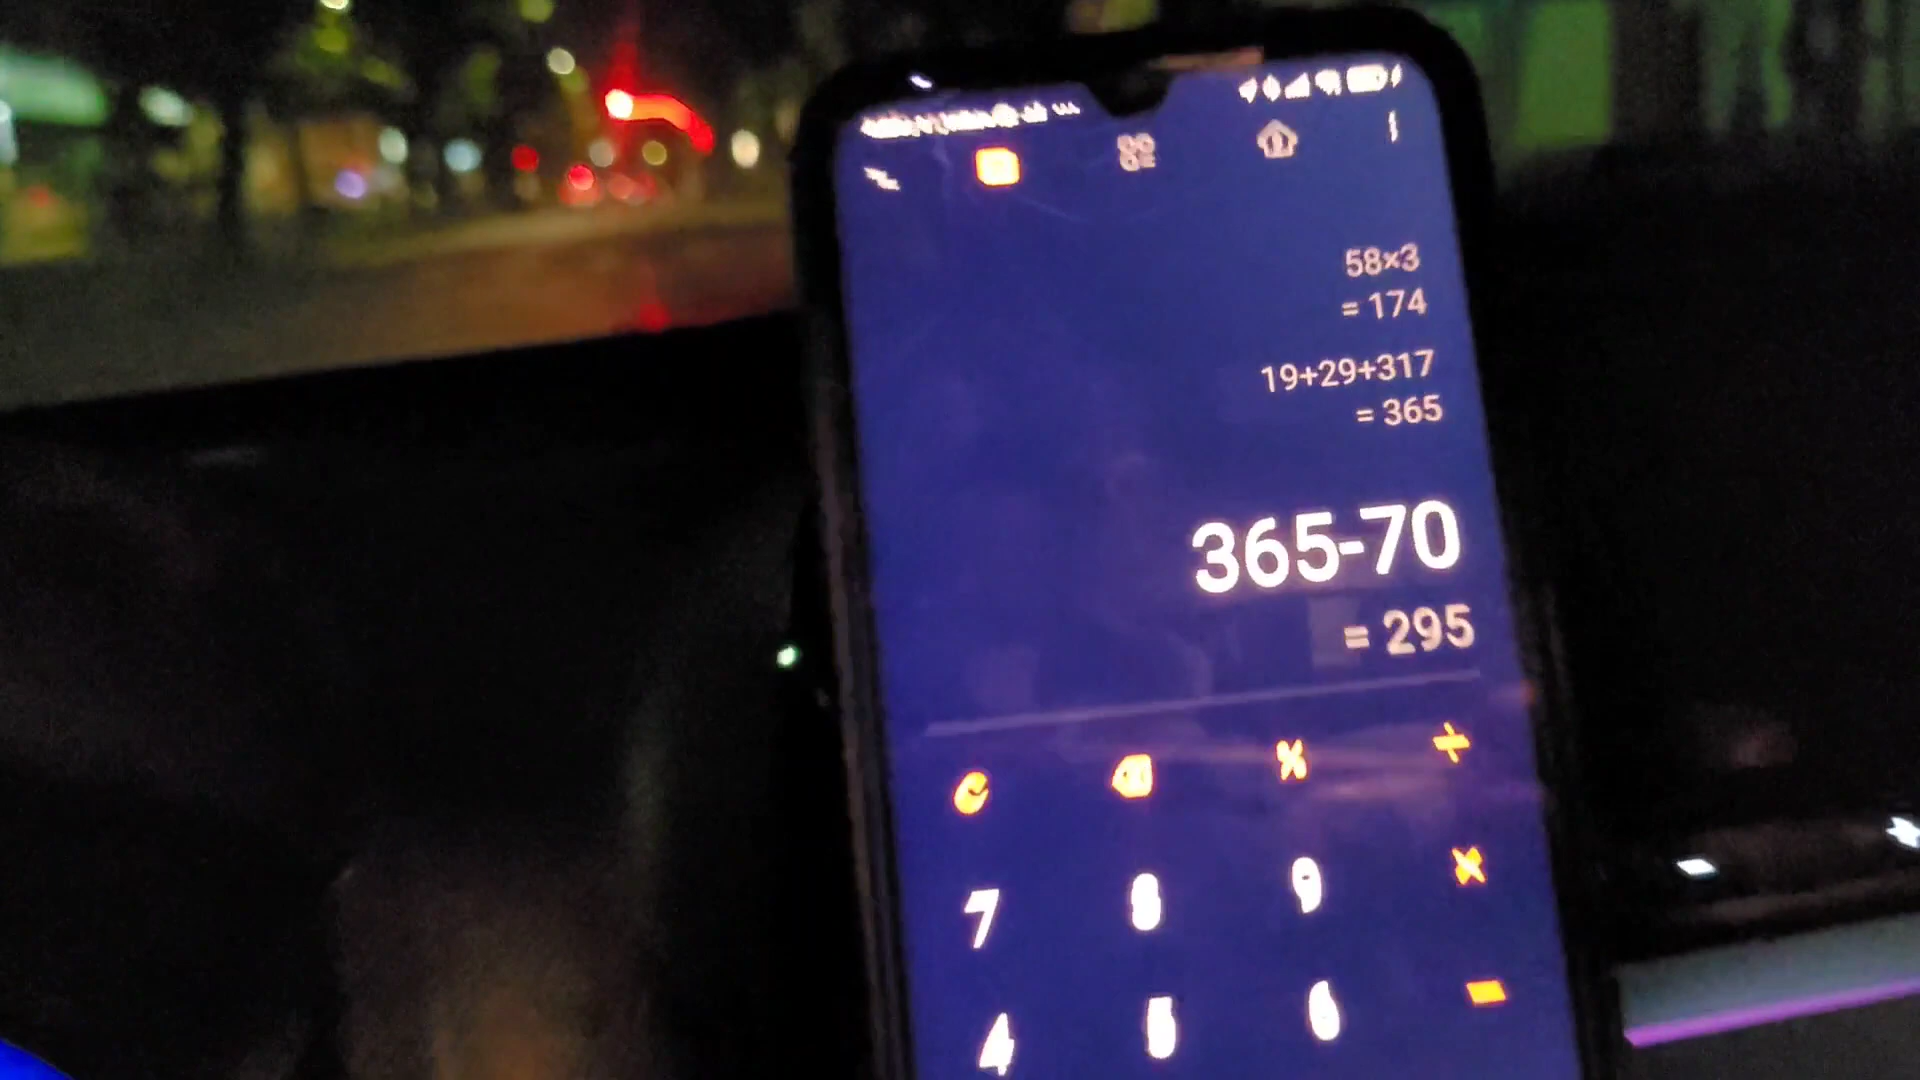 58×3
= 174
19+29+317
= 365
365-70
= 295
C % ÷
7 8 9 ×
4 5 6 −